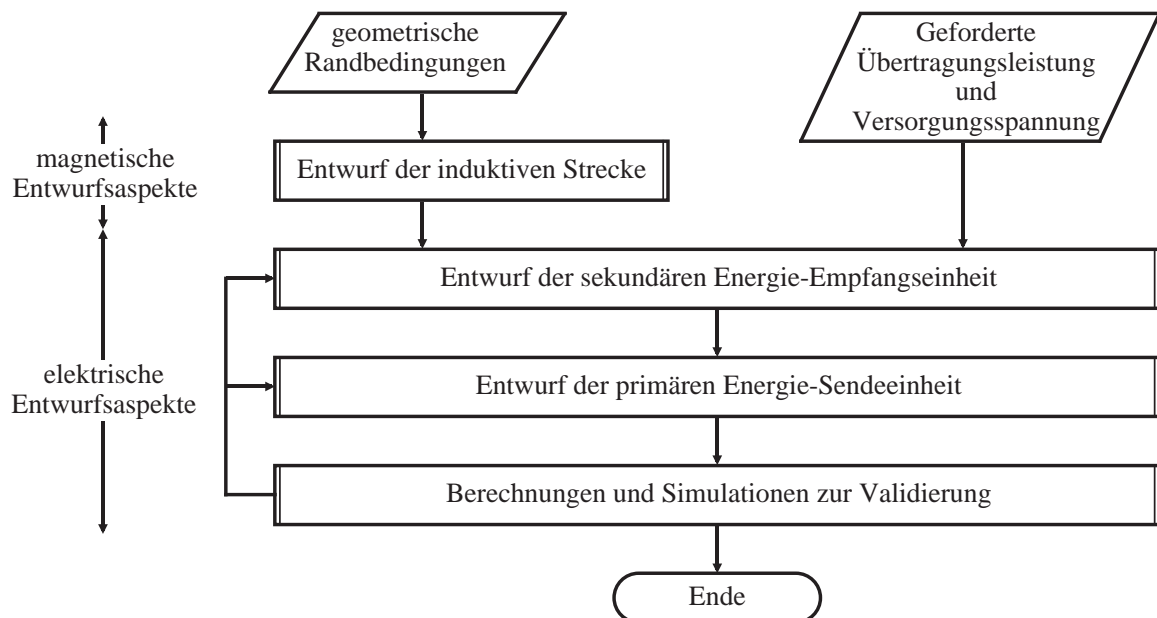 geometrische
Randbedingungen
Geforderte
Übertragungsleistung
und
Versorgungsspannung
magnetische
Entwurfsaspekte
Entwurf der induktiven Strecke
Entwurf der sekundären Energie-Empfangseinheit
elektrische
Entwurfsaspekte
Entwurf der primären Energie-Sendeeinheit
Berechnungen und Simulationen zur Validierung
Ende